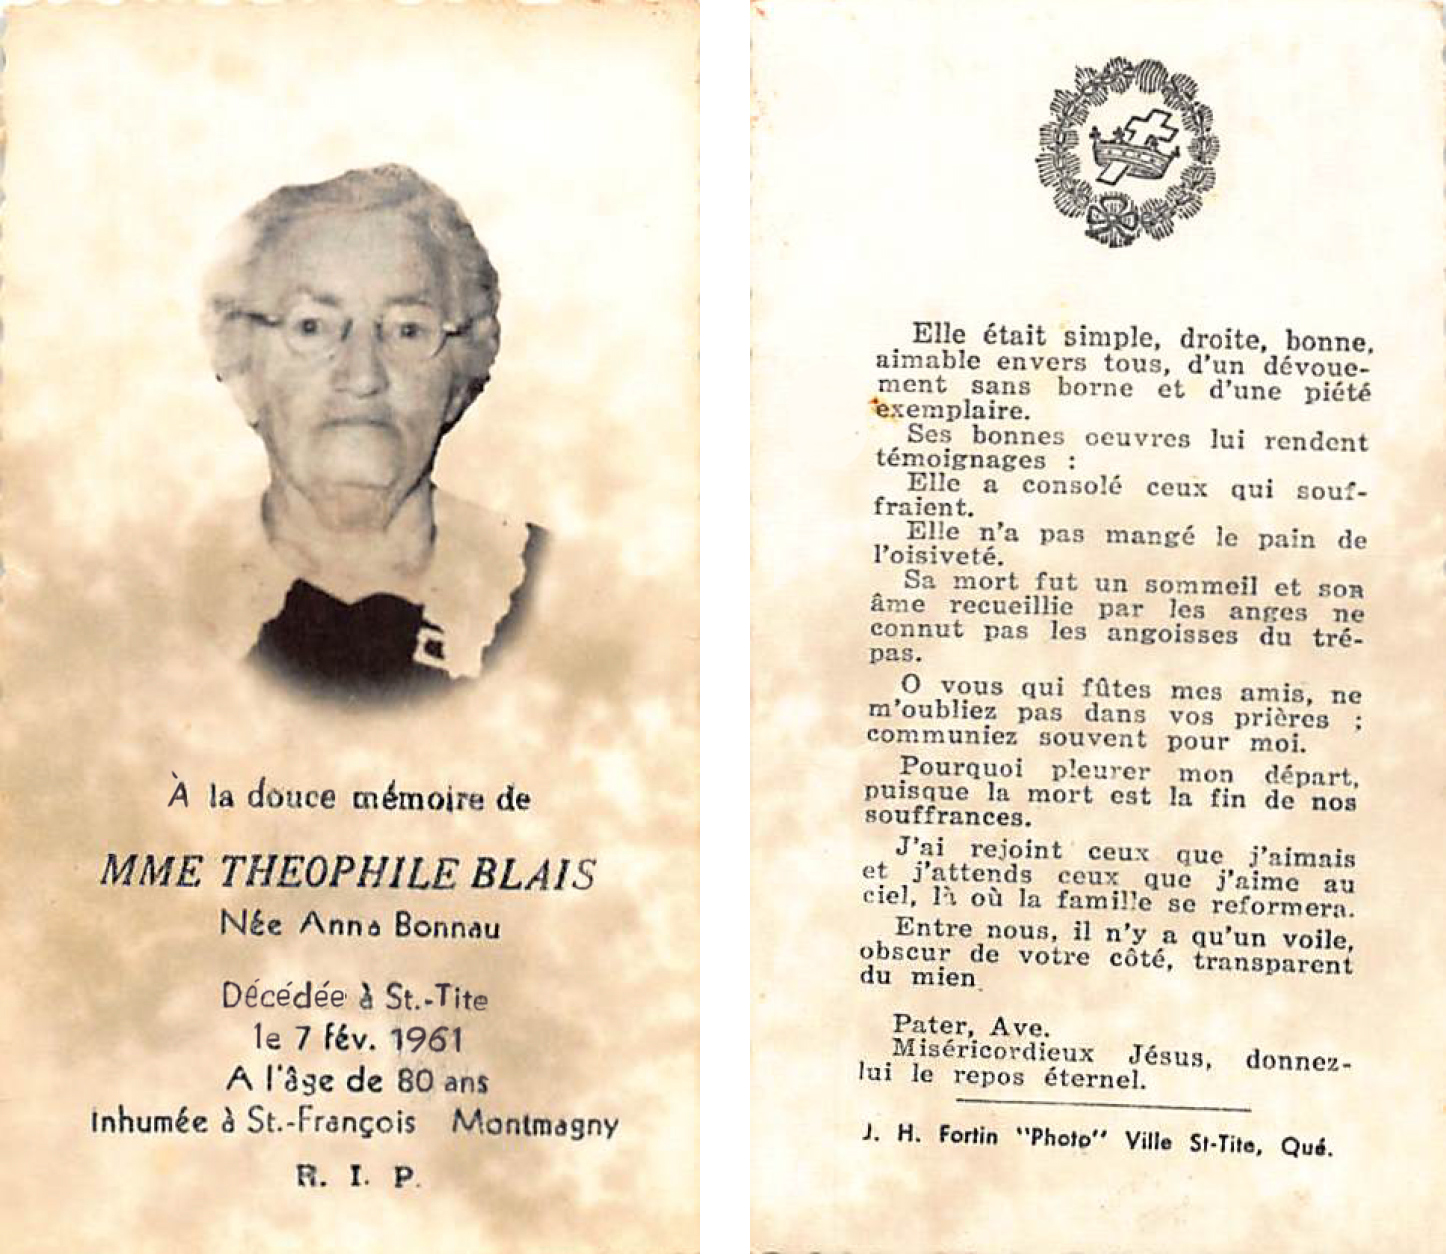 À la douce mémoire de
MME THEOPHILE BLAIS
Née Anna Bonnau
Décédée à St.-Tite
le 7 fév. 1961
A l'âge de 80 ans
Inhumée à St.-François Montmagny
R. I. P.
Elle était simple, droite, bonne,
aimable envers tous, d'un dévoue-
ment sans borne et d'une piété
exemplaire.
Ses bonnes oeuvres lui rendent
témoignages :
Elle a consolé ceux qui souf-
fraient.
Elle n'a pas mangé le pain de
l'oisiveté.
Sa mort fut un sommeil et son
âme recueillie par les anges ne
connut pas les angoisses du tré-
pas.
O vous qui fûtes mes amis, ne
m'oubliez pas dans vos prières ;
communiez souvent pour moi.
Pourquoi pleurer mon départ,
puisque la mort est la fin de nos
souffrances.
J'ai rejoint ceux que j'aimais
et j'attends ceux que j'aime au
ciel, là où la famille se reformera.
Entre nous, il n'y a qu'un voile,
obscur de votre côté, transparent
du mien.
Pater, Ave.
Miséricordieux Jésus, donnez-
lui le repos éternel.
J. H. Fortin "Photo" Ville St-Tite, Qué.